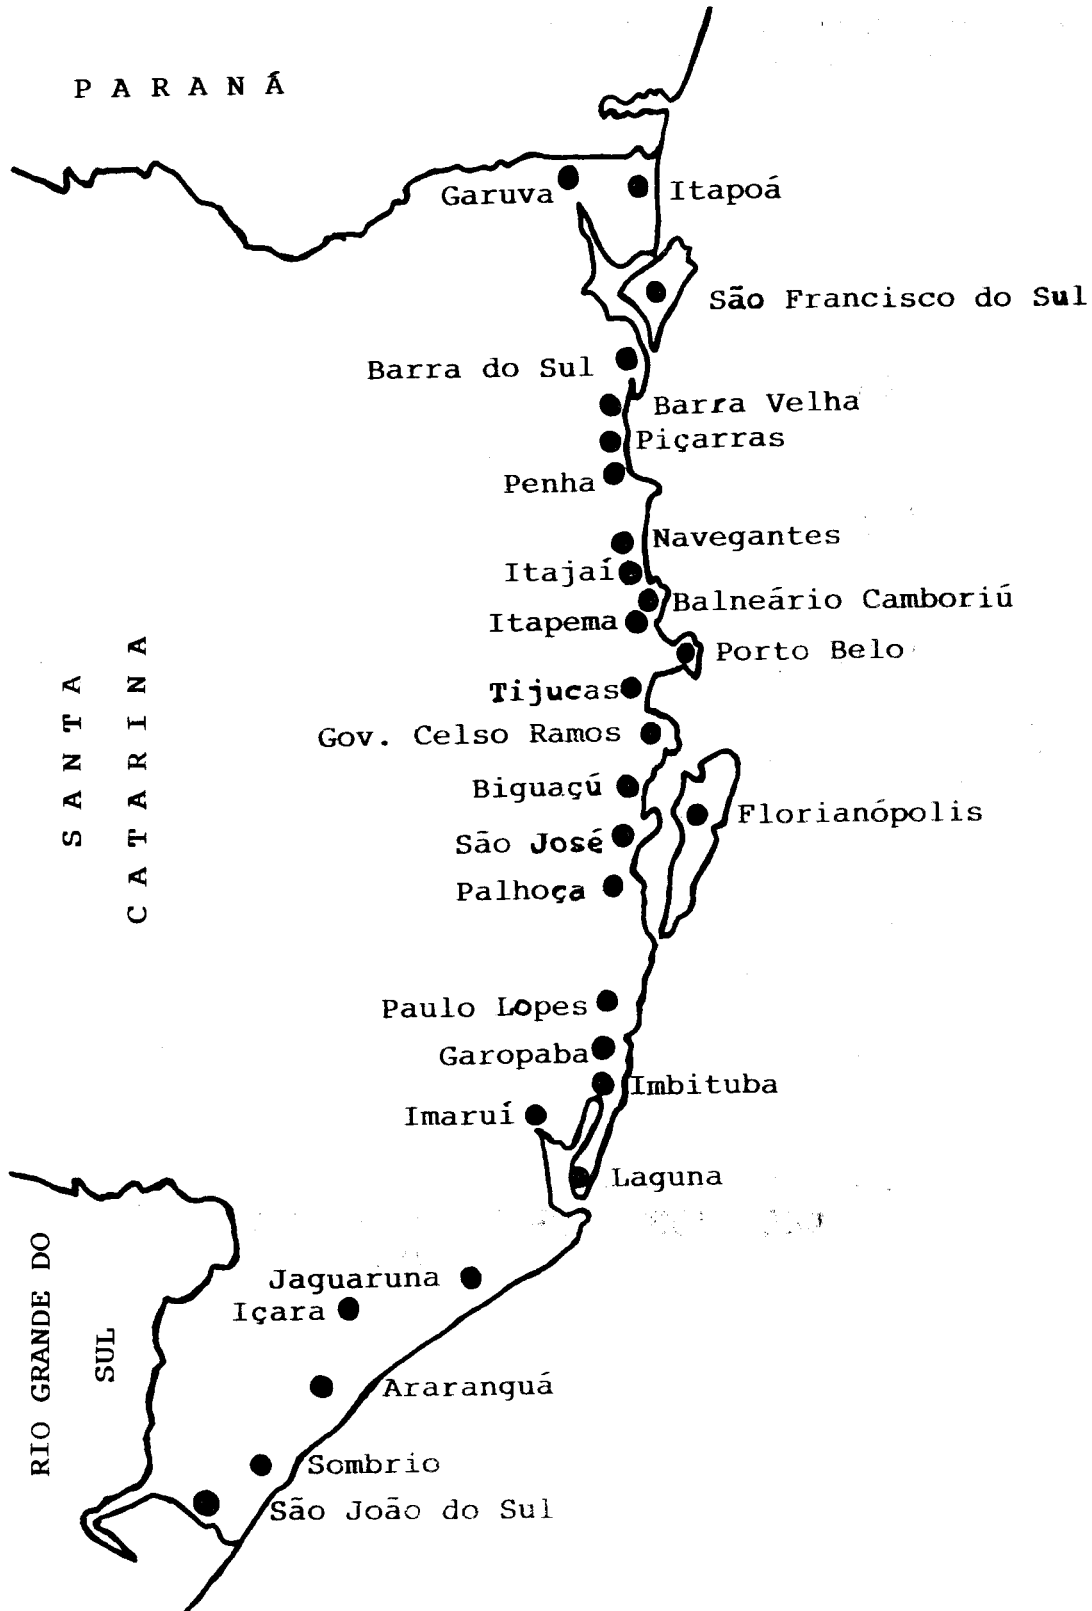 PARANÁ
Garuva
Itapoá
São Francisco do Sul
Barra do Sul
Barra Velha
Piçarras
Penha
Navegantes
Itajaí
Balneário Camboriú
Itapema
Porto Belo
Tijucas
Gov. Celso Ramos
Biguaçú
Florianópolis
São José
Palhoça
SANTA
CATARINA
Paulo Lopes
Garopaba
Imbituba
Imaruí
Laguna
Jaguaruna
Içara
Araranguá
Sombrio
São João do Sul
RIO GRANDE DO
SUL